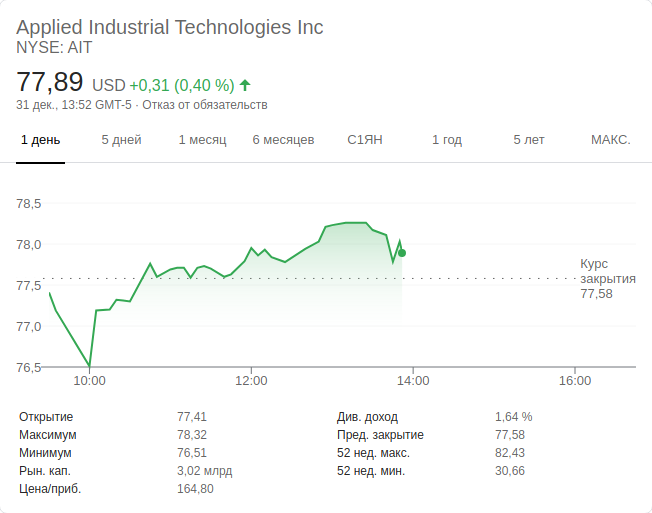 Applied Industrial Technologies Inc
NYSE: AIT
77,89 USD +0,31 (0,40 %)
31 дек., 13:52 GMT-5 · Отказ от обязательств
1 день 5 дней 1 месяц 6 месяцев С1ЯН 1 год 5 лет МАКС.
78,5
78,0
77,5
77,0
76,5
Курс
закрытия
77,58
10:00 12:00 14:00 16:00
Открытие 77,41
Максимум 78,32
Минимум 76,51
Рын. кап. 3,02 млрд
Цена/приб. 164,80
Див. доход 1,64 %
Пред. закрытие 77,58
52 нед. макс. 82,43
52 нед. мин. 30,66